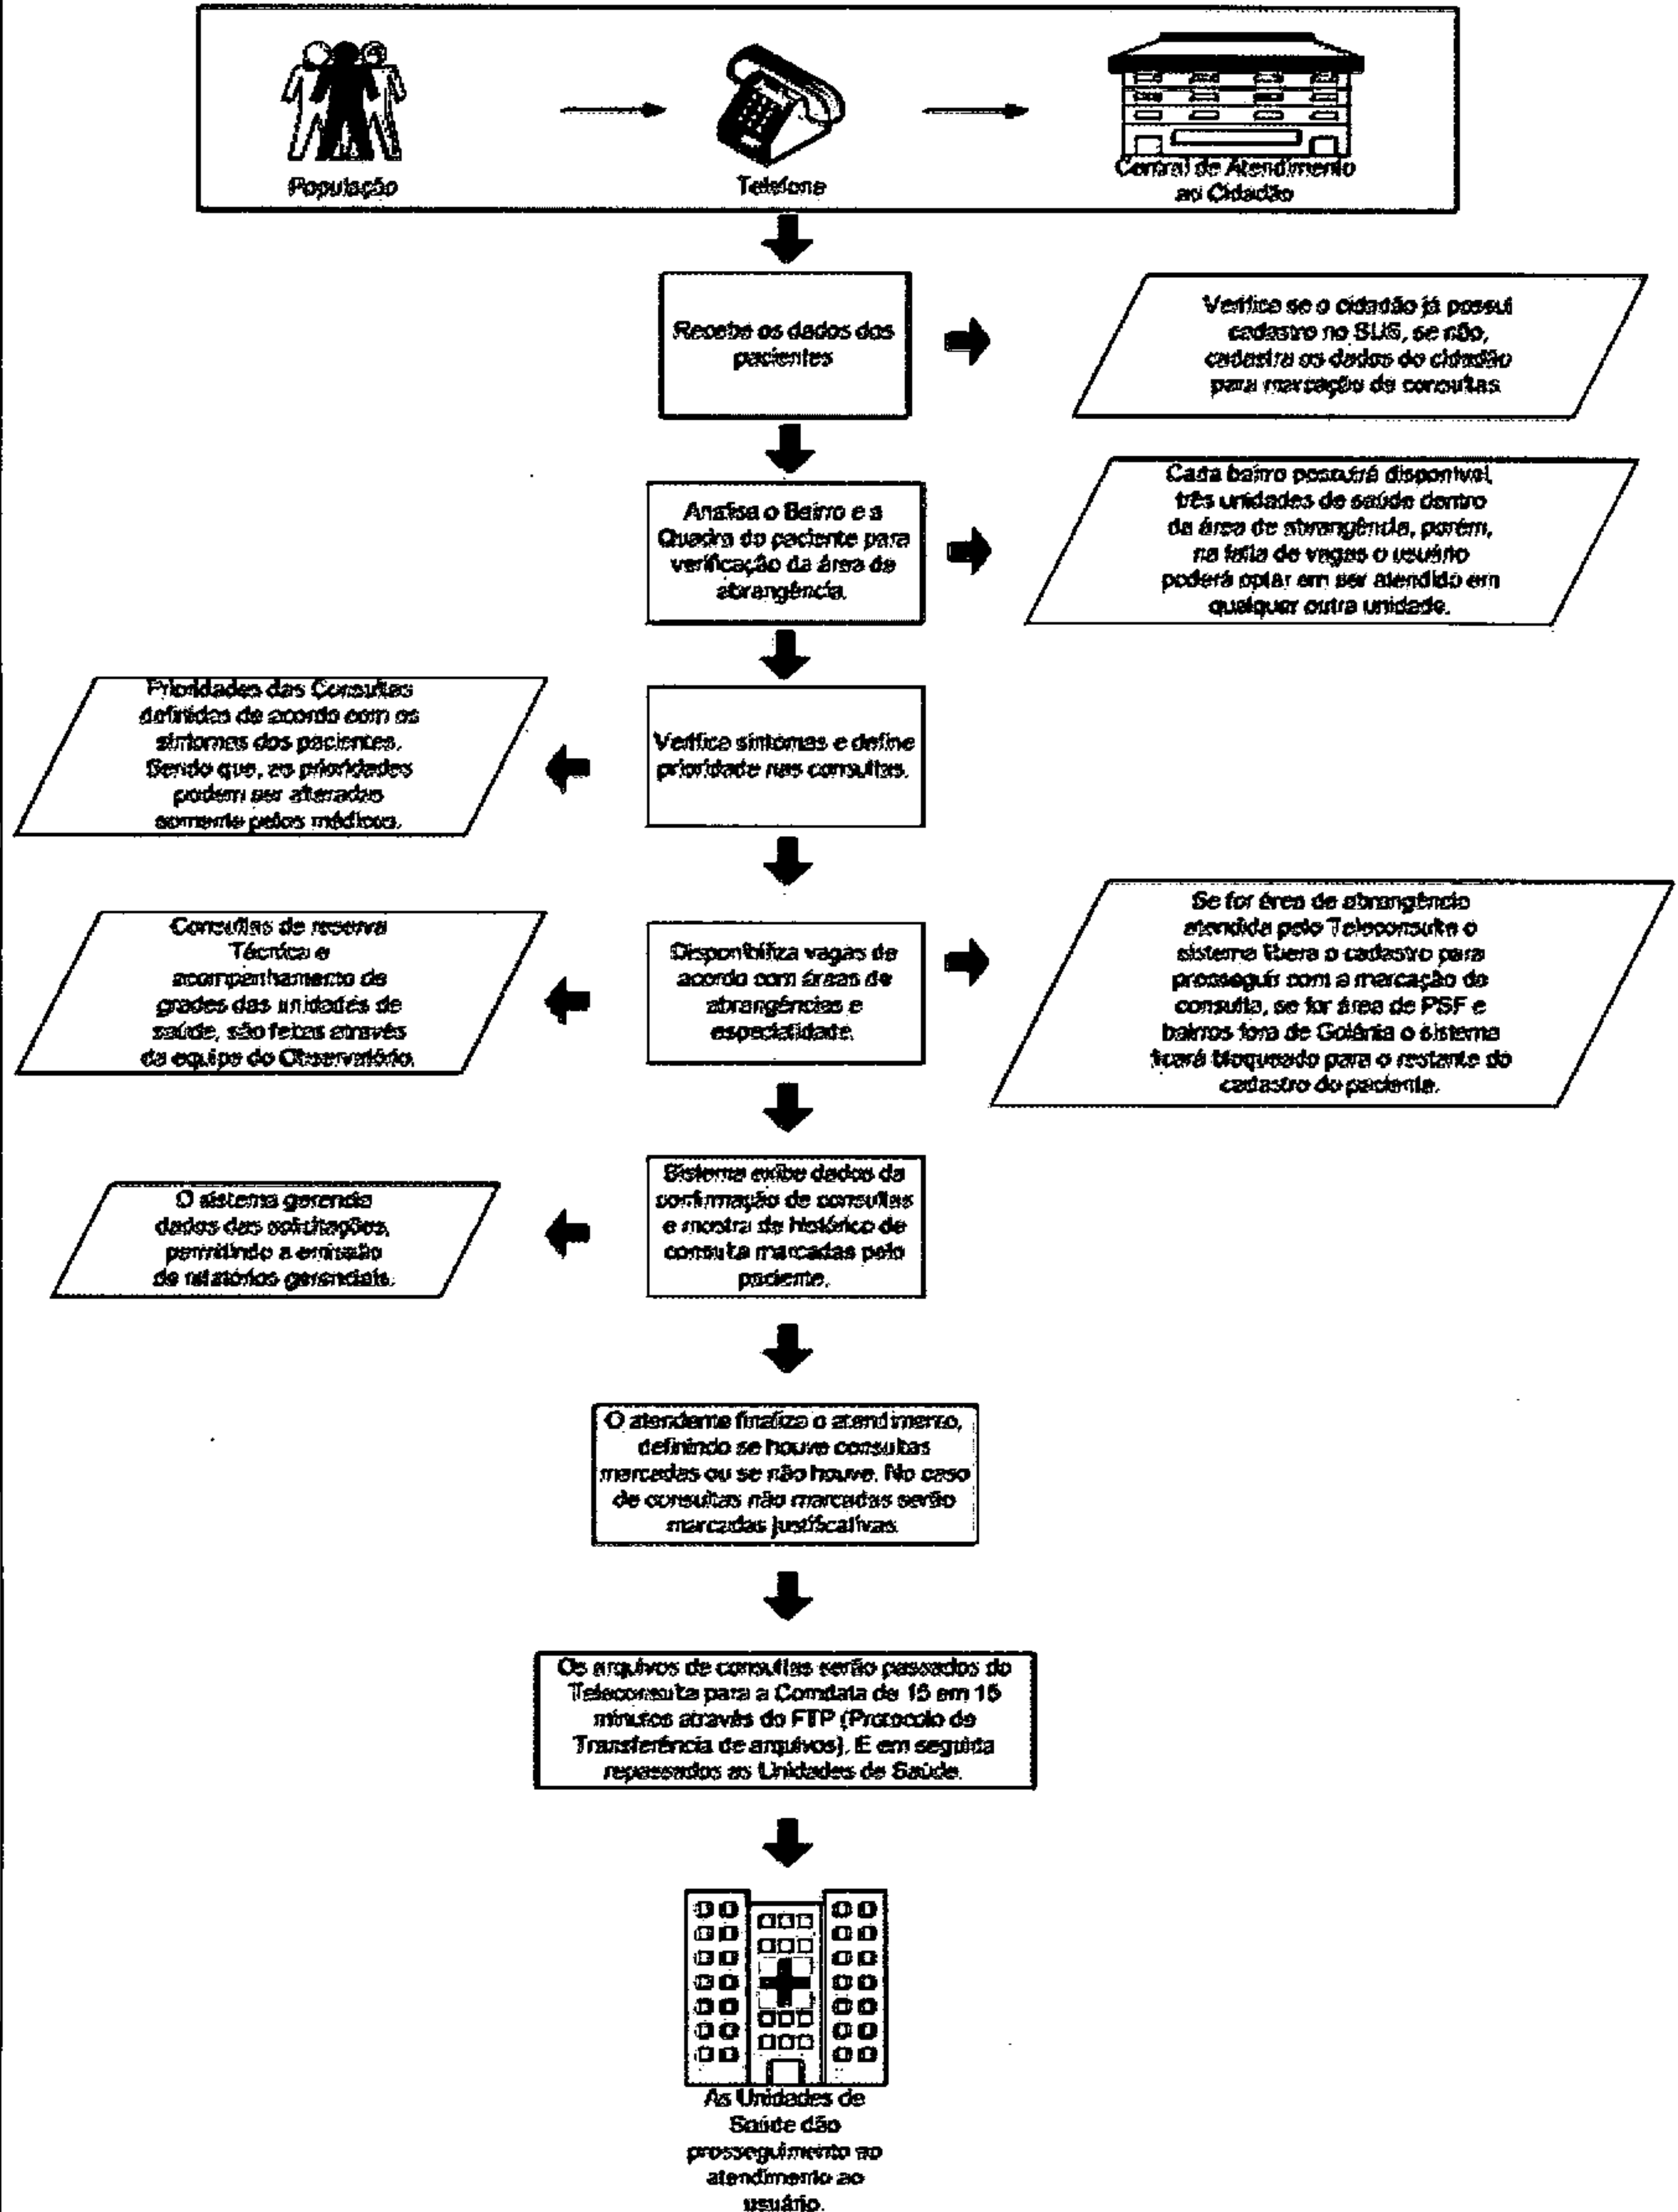 População
Telefone
Central de Atendimento
ao Cidadão
Recebe os dados dos
pacientes
Verifica se o cidadão já possui
cadastro no SUS, se não,
cadastra os dados do cidadão
para marcação de consultas
Analisa o Bairro e a
Quadra do paciente para
verificação da área de
abrangência.
Cada bairro possuirá disponível,
três unidades de saúde dentro
da área de abrangência, porém,
na falta de vagas o usuário
poderá optar em ser atendido em
qualquer outra unidade.
Prioridades das Consultas
definidas de acordo com os
sintomas dos pacientes.
Sendo que, as prioridades
podem ser alteradas
somente pelos médicos.
Verifica sintomas e define
prioridade nas consultas.
Consultas de reserva
Técnica e
acompanhamento de
grades das unidades de
saúde, são feitas através
da equipe do Observatório.
Disponibiliza vagas de
acordo com áreas de
abrangências e
especialidade.
Se for área de abrangência
atendida pelo Teleconsulta o
sistema libera o cadastro para
prosseguir com a marcação de
consulta, se for área de PSF e
bairros fora de Goiânia o sistema
ficará bloqueado para o restante do
cadastro do paciente.
O sistema gerencia
dados das solicitações,
permitindo a emissão
de relatórios gerenciais.
Sistema exibe dados da
confirmação de consultas
e mostra de histórico de
consulta marcadas pelo
paciente.
O atendente finaliza o atendimento,
definindo se houve consultas
marcadas ou se não houve. No caso
de consultas não marcadas serão
marcadas justificativas.
Os arquivos de consultas serão passados do
Teleconsulta para a Comdata de 15 em 15
minutos através do FTP (Protocolo de
Transferência de arquivos). E em seguida
repassados as Unidades de Saúde.
As Unidades de
Saúde dão
prosseguimento ao
atendimento ao
usuário.